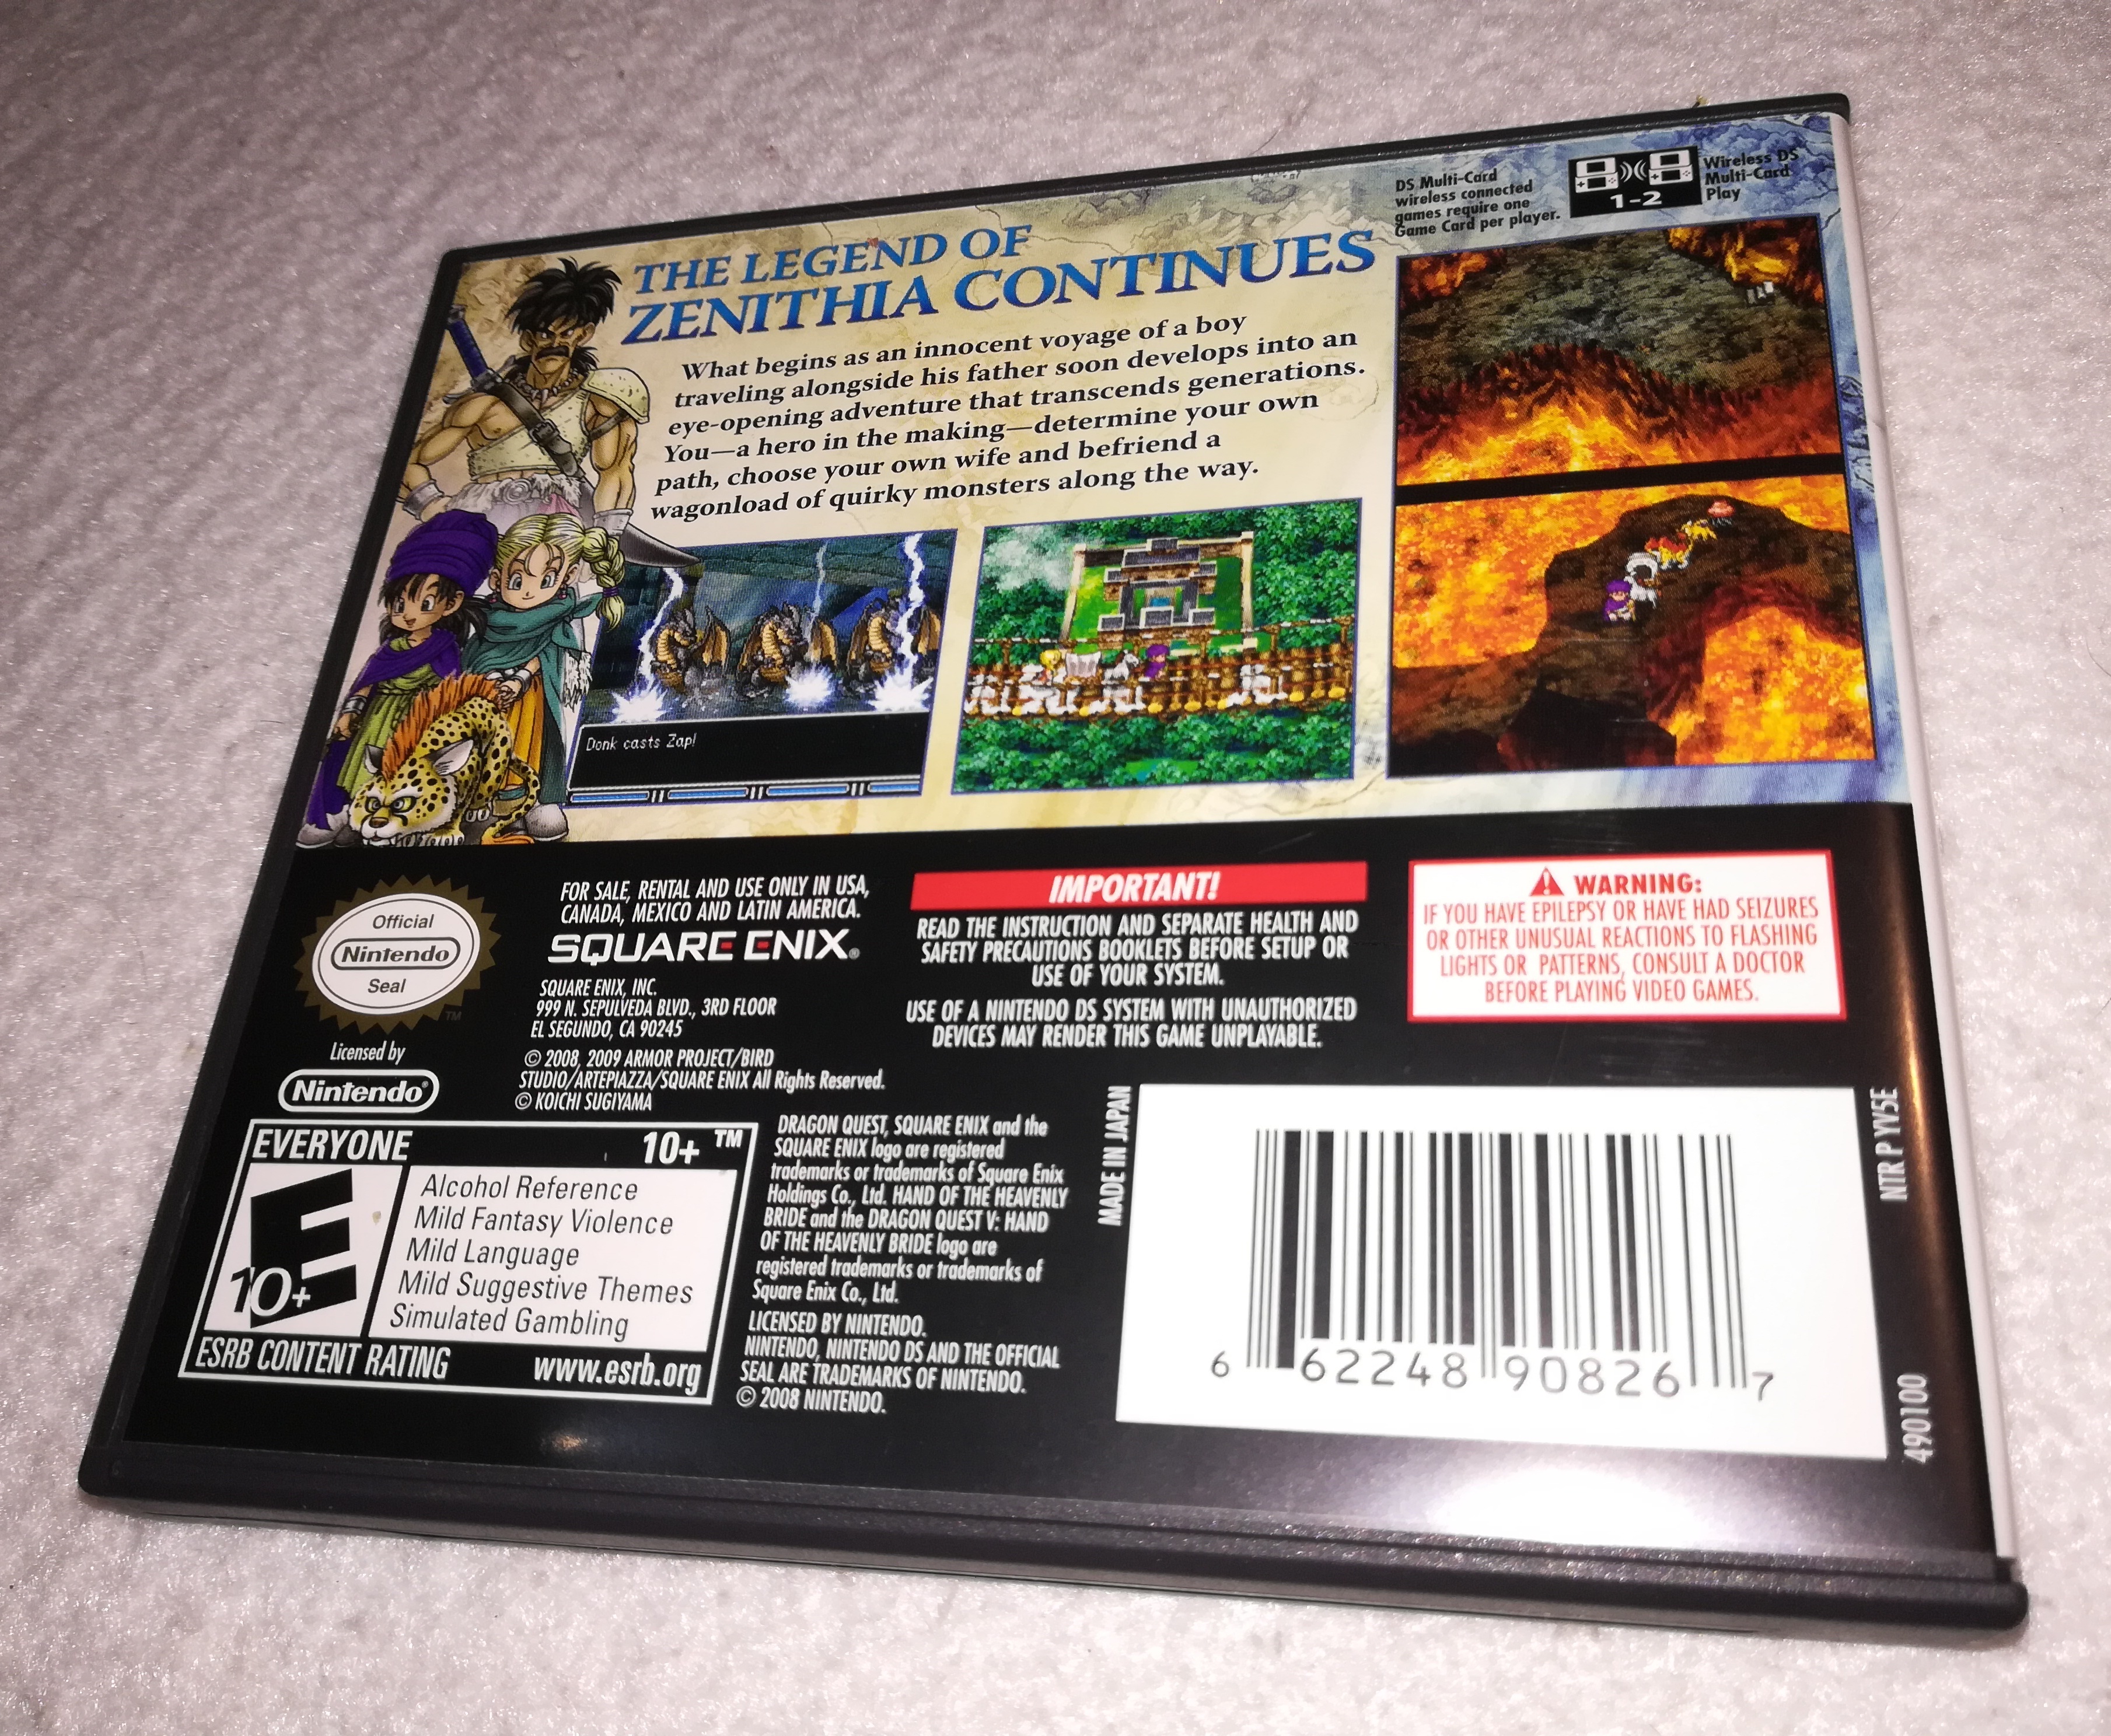 DS Multi-Card
wireless connected
games require one
Game Card per player.
1-2
Wireless DS
Multi-Card
Play
THE LEGEND OF
ZENITHIA CONTINUES
What begins as an innocent voyage of a boy
traveling alongside his father soon develops into an
eye-opening adventure that transcends generations.
You—a hero in the making—determine your own
path, choose your own wife and befriend a
wagonload of quirky monsters along the way.
Donk casts Zap!
Official
Nintendo
Seal
TM
Licensed by
Nintendo®
FOR SALE, RENTAL AND USE ONLY IN USA,
CANADA, MEXICO AND LATIN AMERICA.
SQUARE ENIX®
SQUARE ENIX, INC.
999 N. SEPULVEDA BLVD., 3RD FLOOR
EL SEGUNDO, CA 90245
© 2008, 2009 ARMOR PROJECT/BIRD
STUDIO/ARTEPIAZZA/SQUARE ENIX All Rights Reserved.
© KOICHI SUGIYAMA
IMPORTANT!
READ THE INSTRUCTION AND SEPARATE HEALTH AND
SAFETY PRECAUTIONS BOOKLETS BEFORE SETUP OR
USE OF YOUR SYSTEM.
USE OF A NINTENDO DS SYSTEM WITH UNAUTHORIZED
DEVICES MAY RENDER THIS GAME UNPLAYABLE.
WARNING:
IF YOU HAVE EPILEPSY OR HAVE HAD SEIZURES
OR OTHER UNUSUAL REACTIONS TO FLASHING
LIGHTS OR PATTERNS, CONSULT A DOCTOR
BEFORE PLAYING VIDEO GAMES.
EVERYONE 10+ ™
E
10+
Alcohol Reference
Mild Fantasy Violence
Mild Language
Mild Suggestive Themes
Simulated Gambling
ESRB CONTENT RATING www.esrb.org
DRAGON QUEST, SQUARE ENIX and the
SQUARE ENIX logo are registered
trademarks or trademarks of Square Enix
Holdings Co., Ltd. HAND OF THE HEAVENLY
BRIDE and the DRAGON QUEST V: HAND
OF THE HEAVENLY BRIDE logo are
registered trademarks or trademarks of
Square Enix Co., Ltd.
LICENSED BY NINTENDO.
NINTENDO, NINTENDO DS AND THE OFFICIAL
SEAL ARE TRADEMARKS OF NINTENDO.
© 2008 NINTENDO.
MADE IN JAPAN
6 62248 90826 7
NTR P YV5E
490100